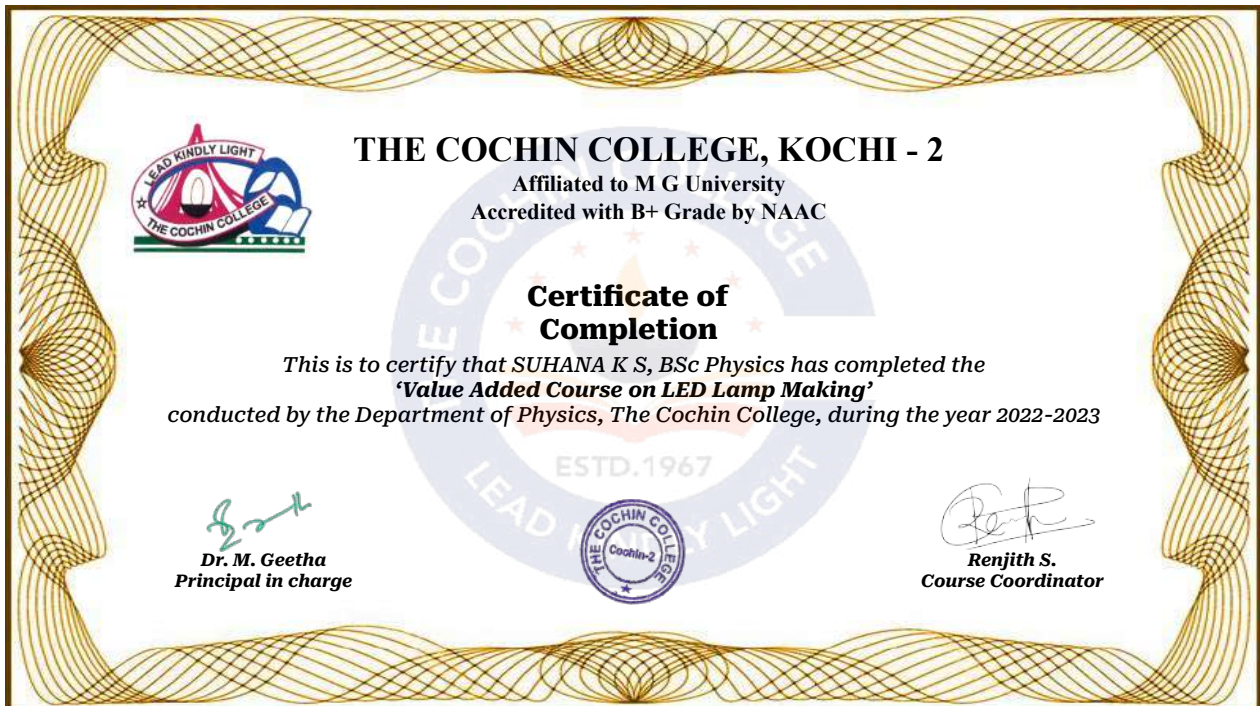 LEAD KINDLY LIGHT
THE COCHIN COLLEGE
THE COCHIN COLLEGE, KOCHI - 2
Affiliated to M G University
Accredited with B+ Grade by NAAC
THE COCHIN COLLEGE
Certificate of
Completion
This is to certify that SUHANA K S, BSc Physics has completed the
‘Value Added Course on LED Lamp Making’
conducted by the Department of Physics, The Cochin College, during the year 2022-2023
ESTD.1967
LEAD KINDLY LIGHT
THE COCHIN COLLEGE
Cochin-2
Dr. M. Geetha
Principal in charge
Renjith S.
Course Coordinator